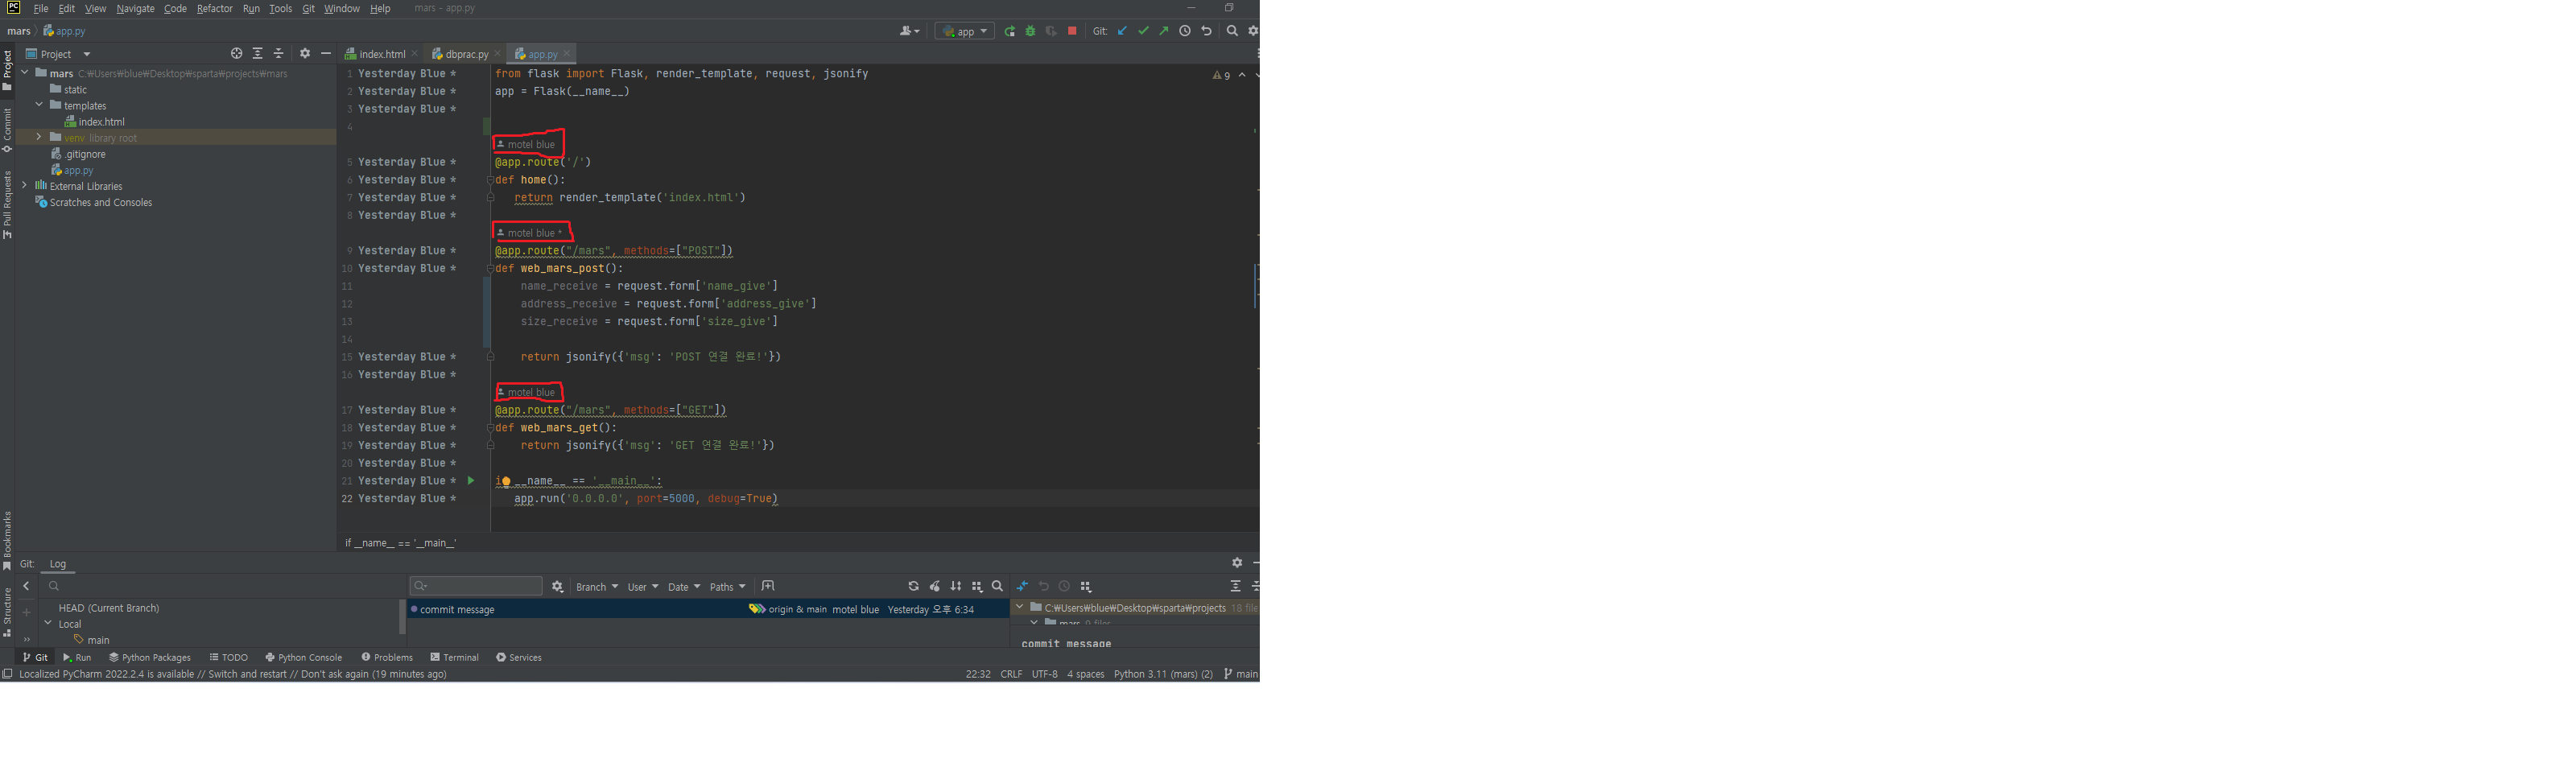 PC File Edit View Navigate Code Refactor Run Tools Git Window Help mars - app.py
mars app.py app Git:
Project index.html dbprac.py app.py
mars C:₩Users₩blue₩Desktop₩sparta₩projects₩mars
static
templates
index.html
venv library root
.gitignore
app.py
External Libraries
Scratches and Consoles
Project
Commit
Pull Requests
Bookmarks
Structure
1 Yesterday Blue * from flask import Flask, render_template, request, jsonify
9
2 Yesterday Blue * app = Flask(__name__)
3 Yesterday Blue *
4
motel blue
5 Yesterday Blue * @app.route('/')
6 Yesterday Blue * def home():
7 Yesterday Blue * return render_template('index.html')
8 Yesterday Blue *
motel blue *
9 Yesterday Blue * @app.route("/mars", methods=["POST"])
10 Yesterday Blue * def web_mars_post():
11 name_receive = request.form['name_give']
12 address_receive = request.form['address_give']
13 size_receive = request.form['size_give']
14
15 Yesterday Blue * return jsonify({'msg': 'POST 연결 완료!'})
16 Yesterday Blue *
motel blue
17 Yesterday Blue * @app.route("/mars", methods=["GET"])
18 Yesterday Blue * def web_mars_get():
19 Yesterday Blue * return jsonify({'msg': 'GET 연결 완료!'})
20 Yesterday Blue *
21 Yesterday Blue * i __name__ == '__main__':
22 Yesterday Blue * app.run('0.0.0.0', port=5000, debug=True)
if __name__ == '__main__'
Git: Log
Branch User Date Paths
HEAD (Current Branch)
Local
main
commit message origin & main motel blue Yesterday 오후 6:34
C:₩Users₩blue₩Desktop₩sparta₩projects 18 file
mars 9 files
commit message
Git Run Python Packages TODO Python Console Problems Terminal Services
Localized PyCharm 2022.2.4 is available // Switch and restart // Don't ask again (19 minutes ago) 22:32 CRLF UTF-8 4 spaces Python 3.11 (mars) (2) main